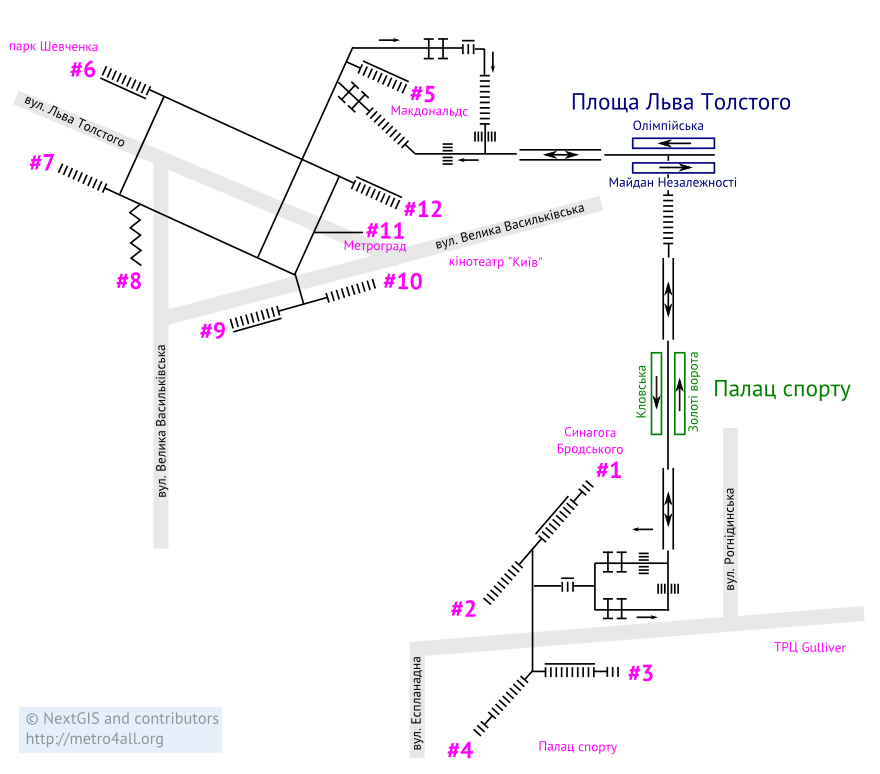 парк Шевченка
#6
вул. Льва Толстого
#5
Макдональдс
Площа Льва Толстого
Олімпійська
Майдан Незалежності
#7
#12
#11
Метроград
вул. Велика Васильківська
кінотеатр "Київ"
#8
#10
#9
вул. Велика Васильківська
Кловська
Золоті ворота
Палац спорту
Синагога
Бродського
#1
#2
вул. Рогнідинська
ТРЦ Gulliver
вул. Еспланадна
#3
#4
Палац спорту
© NextGIS and contributors
http://metro4all.org